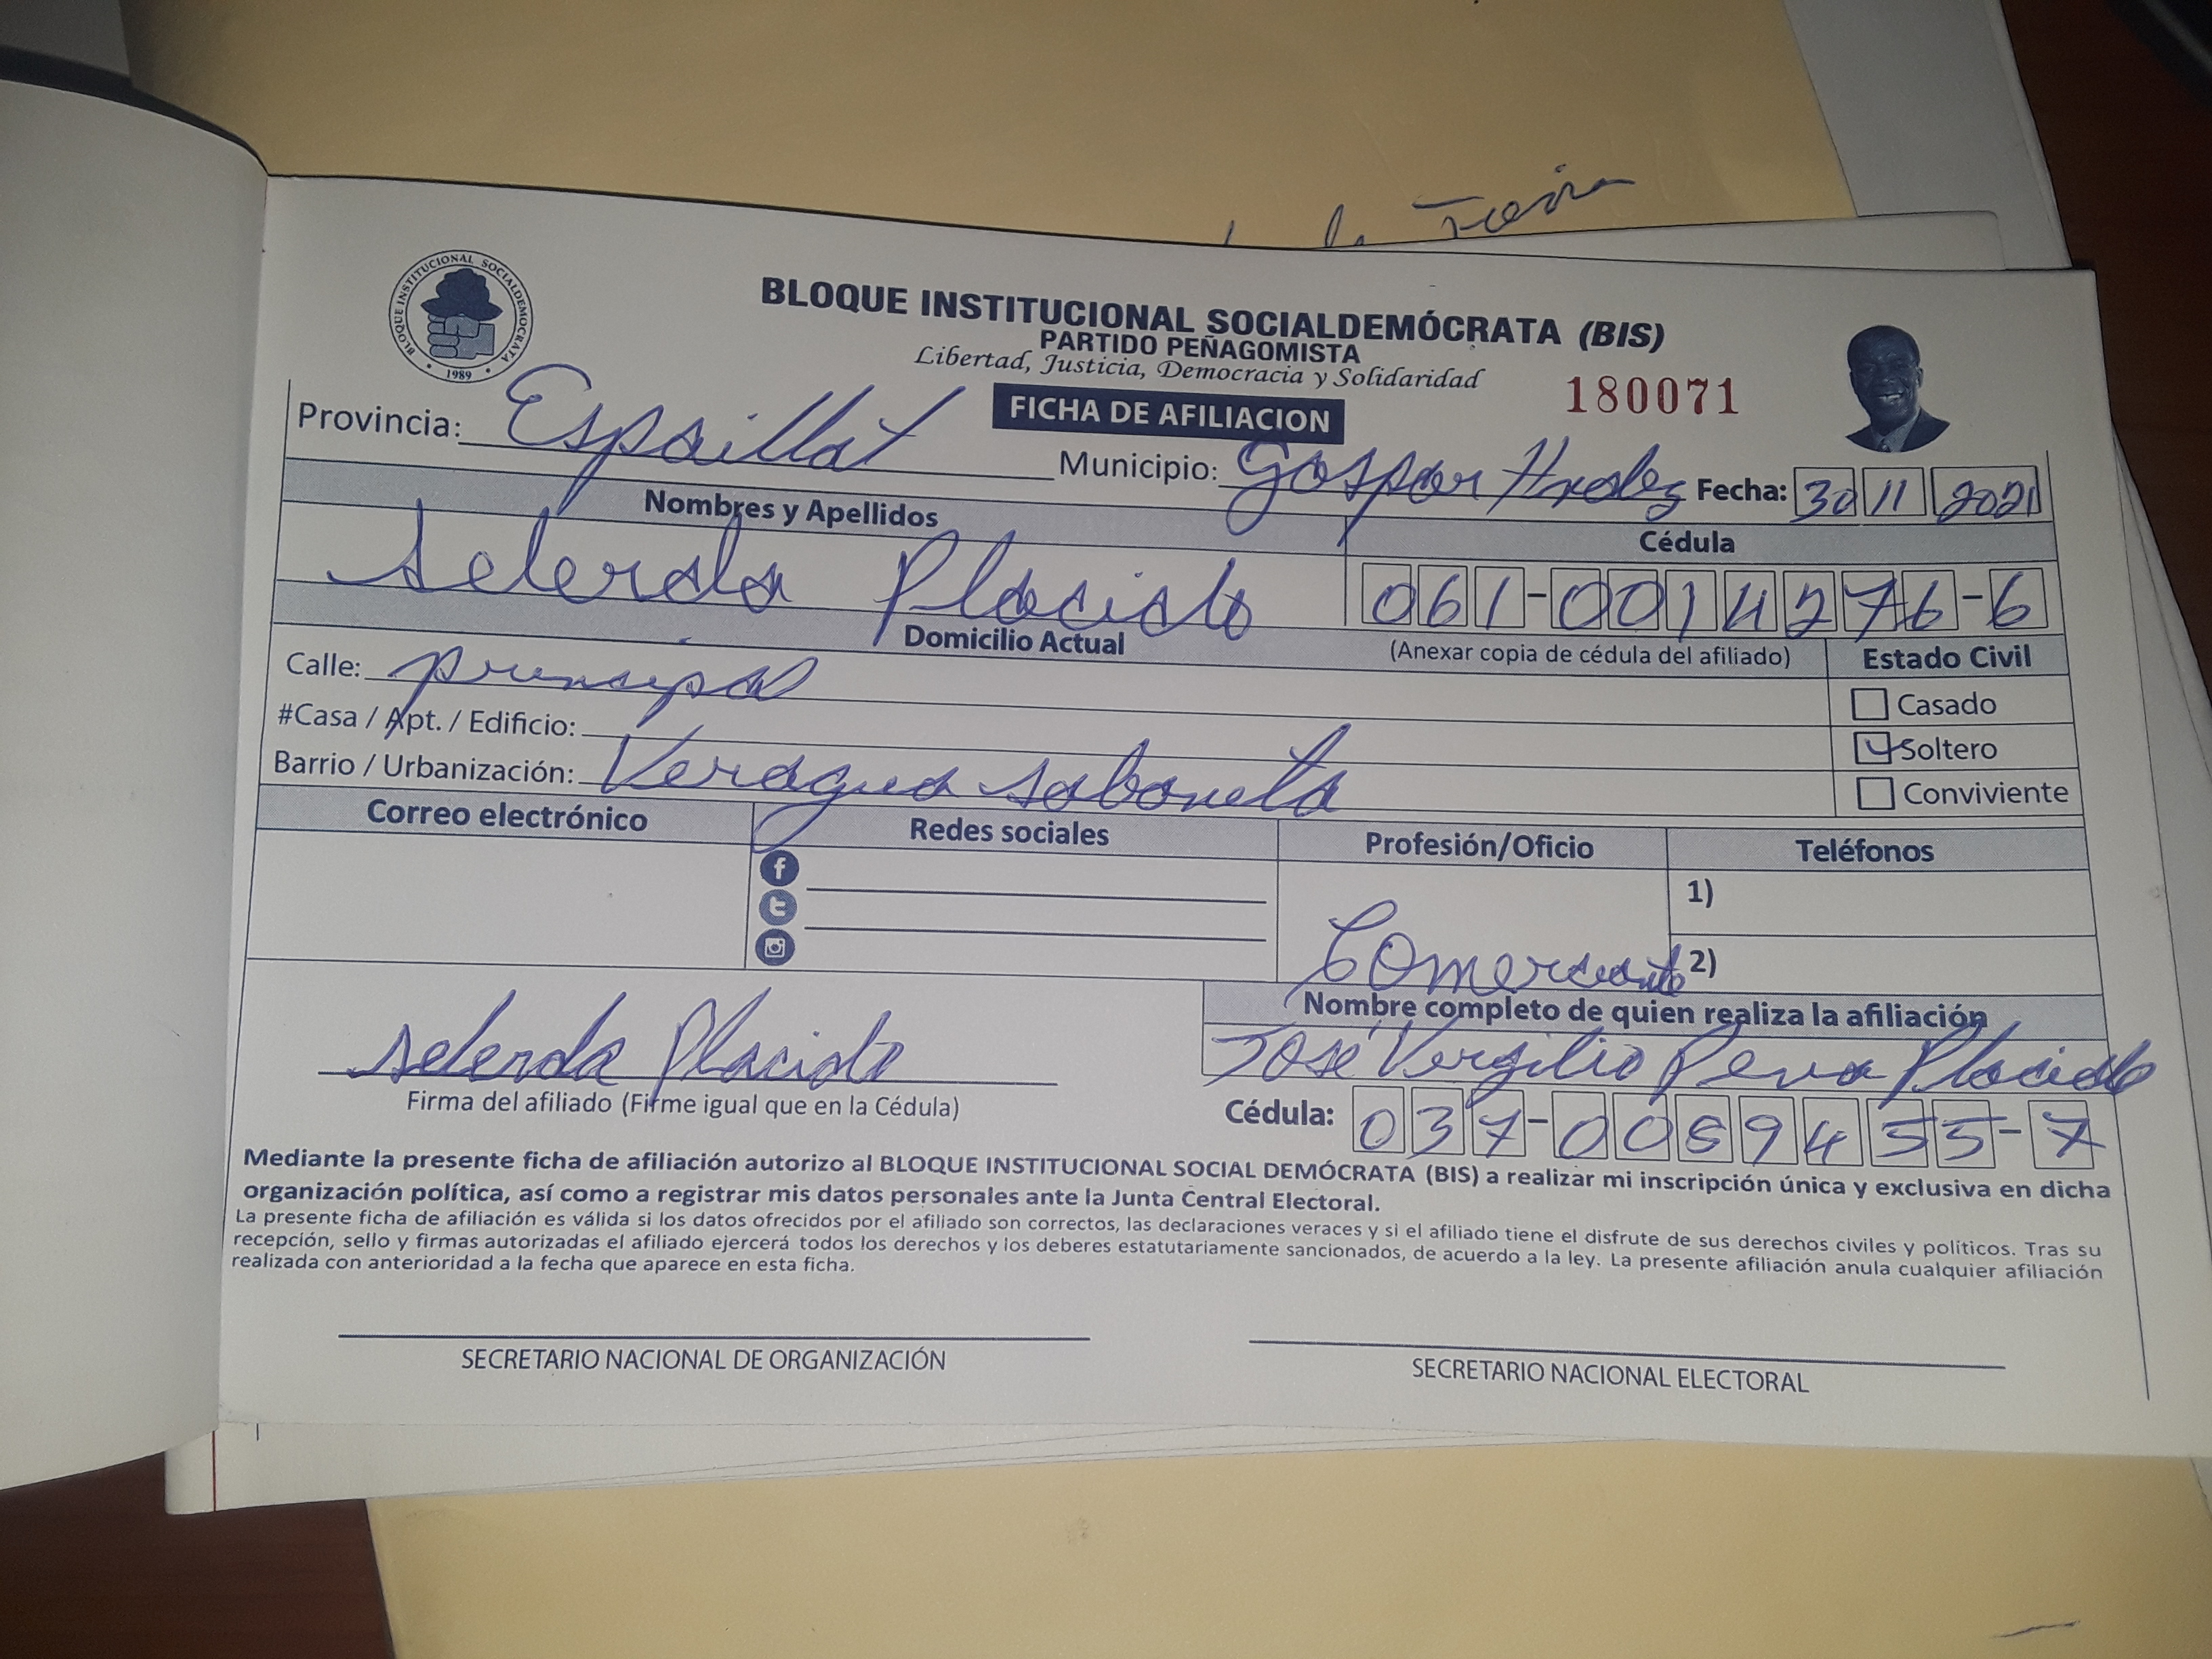 BLOQUE INSTITUCIONAL SOCIALDEMOCRATA
1989
BLOQUE INSTITUCIONAL SOCIALDEMÓCRATA (BIS)
PARTIDO PEÑAGOMISTA
Libertad, Justicia, Democracia y Solidaridad
FICHA DE AFILIACION
180071
Provincia: Espaillat Municipio: Gaspar Fecha: 30 11 2021
Nombres y Apellidos
Cédula
selenda Placido
061-0014276-6
Domicilio Actual
(Anexar copia de cédula del afiliado)
Estado Civil
Calle:
Casado
#Casa / Apt. / Edificio:
Soltero
Barrio / Urbanización: Veragua sabaneta
Conviviente
Correo electrónico
Redes sociales
Profesión/Oficio
Teléfonos
1)
Comerciante
2)
Nombre completo de quien realiza la afiliación
José Vergilio Pena Placido
selenda Placido
Firma del afiliado (Firme igual que en la Cédula)
Cédula: 037-0059455-7
Mediante la presente ficha de afiliación autorizo al BLOQUE INSTITUCIONAL SOCIAL DEMÓCRATA (BIS) a realizar mi inscripción única y exclusiva en dicha
organización política, así como a registrar mis datos personales ante la Junta Central Electoral.
La presente ficha de afiliación es válida si los datos ofrecidos por el afiliado son correctos, las declaraciones veraces y si el afiliado tiene el disfrute de sus derechos civiles y políticos. Tras su
recepción, sello y firmas autorizadas el afiliado ejercerá todos los derechos y los deberes estatutariamente sancionados, de acuerdo a la ley. La presente afiliación anula cualquier afiliación
realizada con anterioridad a la fecha que aparece en esta ficha.
SECRETARIO NACIONAL DE ORGANIZACIÓN
SECRETARIO NACIONAL ELECTORAL